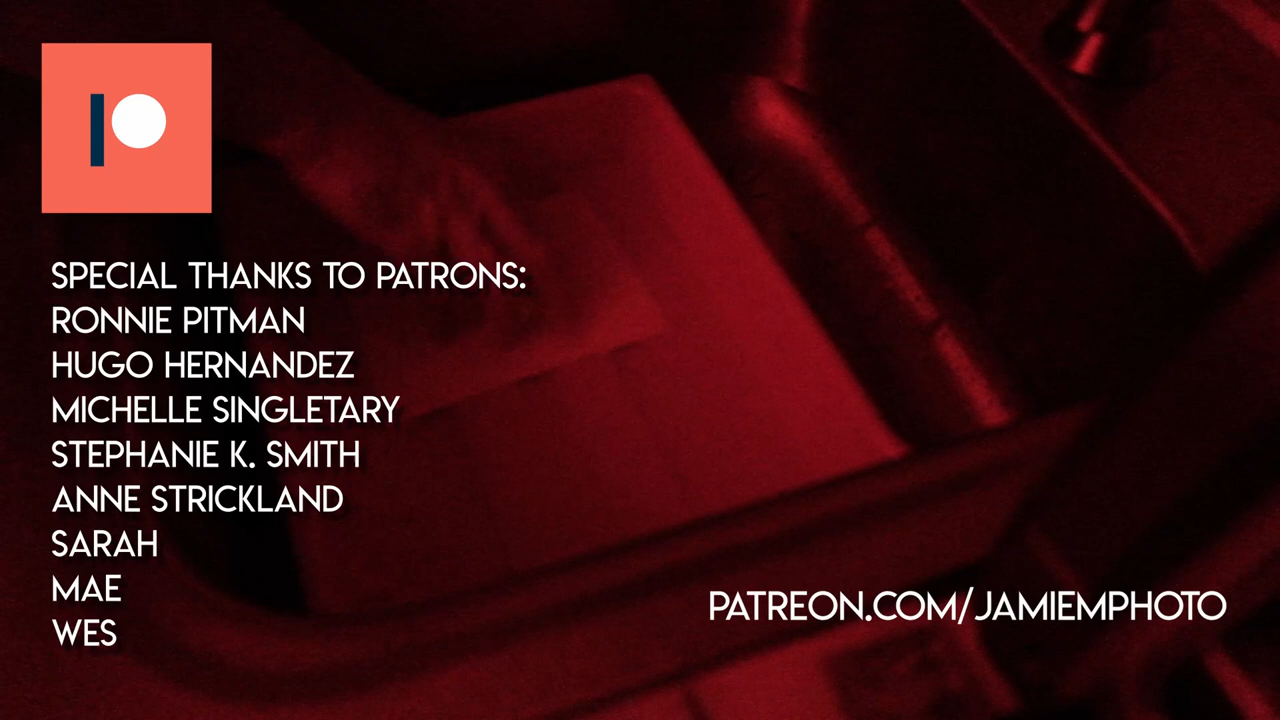 SPECIAL THANKS TO PATRONS:
RONNIE PITMAN
HUGO HERNANDEZ
MICHELLE SINGLETARY
STEPHANIE K. SMITH
ANNE STRICKLAND
SARAH
MAE
WES
PATREON.COM/JAMIEMPHOTO